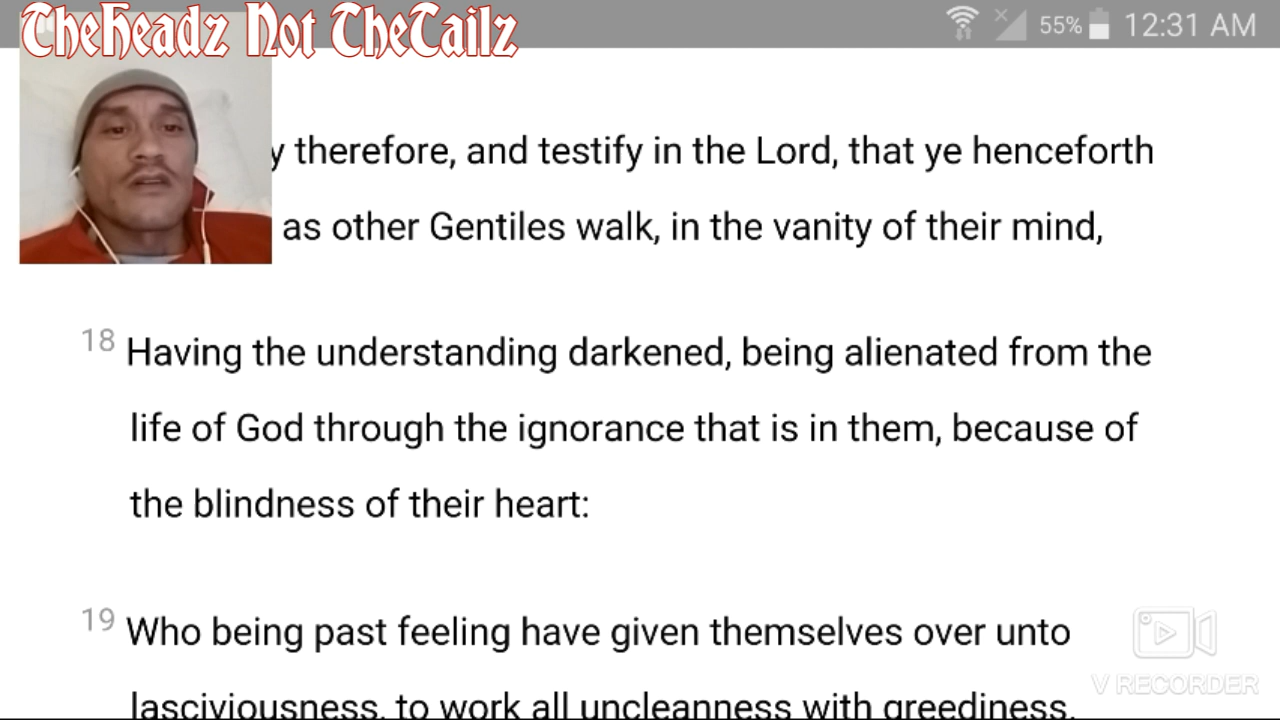 TheHeadz Not TheTailz
55% 12:31 AM
y therefore, and testify in the Lord, that ye henceforth
as other Gentiles walk, in the vanity of their mind,
18 Having the understanding darkened, being alienated from the
life of God through the ignorance that is in them, because of
the blindness of their heart:
19 Who being past feeling have given themselves over unto
lasciviousness, to work all uncleanness with greediness.
V RECORDER